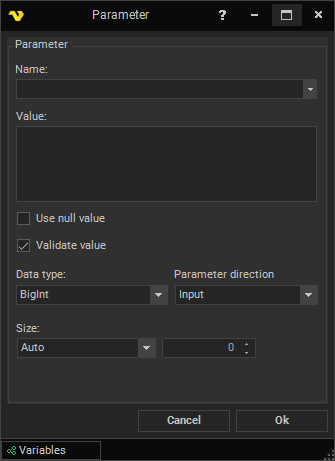 Parameter
?
Parameter
Name:
Value:
Use null value
Validate value
Data type:
Parameter direction
BigInt
Input
Size:
Auto
0
Cancel
Ok
Variables